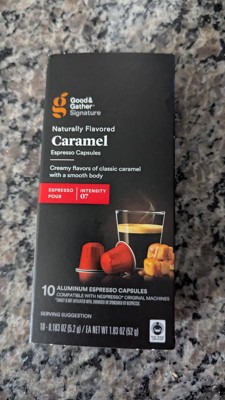 Good&
Gather™
Signature
Naturally Flavored
Caramel
Espresso Capsules
Creamy flavors of classic caramel
with a smooth body
ESPRESSO POUR
INTENSITY 07
10 ALUMINUM ESPRESSO CAPSULES
COMPATIBLE WITH NESPRESSO® ORIGINAL MACHINES
SERVING SUGGESTION
10 - 0.183 OZ (5.2 g) / EA NET WT 1.83 OZ (52 g)